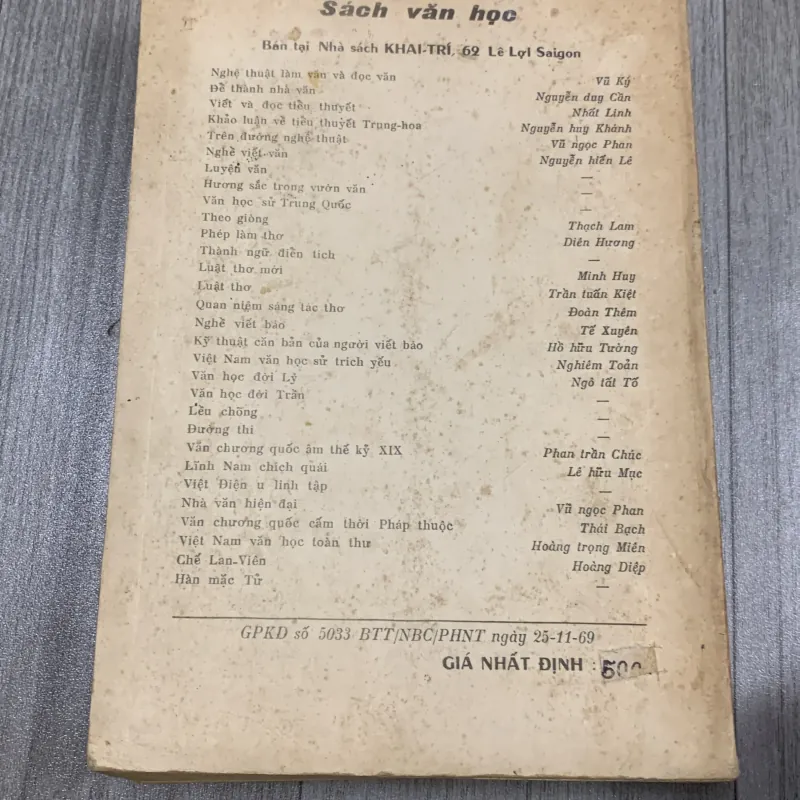 Sách văn học
Bán tại Nhà sách KHAI-TRÍ, 62 Lê Lợi Saigon
Nghệ thuật làm văn và đọc văn Vũ Ký
Để thành nhà văn Nguyễn duy Cần
Viết và đọc tiểu thuyết Nhất Linh
Khảo luận về tiểu thuyết Trung-hoa Nguyễn huy Khánh
Trên đường nghệ thuật Vũ ngọc Phan
Nghề viết văn Nguyễn hiến Lê
Luyện văn —
Hương sắc trong vườn văn —
Văn học sử Trung Quốc —
Theo giòng Thạch Lam
Phép làm thơ Diên Hương
Thành ngữ điển tích —
Luật thơ mới Minh Huy
Luật thơ Trần tuấn Kiệt
Quan niệm sáng tác thơ Đoàn Thêm
Nghề viết báo Tế Xuyên
Kỹ thuật căn bản của người viết báo Hồ hữu Tường
Việt Nam văn học sử trích yếu Nghiêm Toản
Văn học đời Lý Ngô tất Tố
Văn học đời Trần —
Lều chõng —
Đường thi —
Văn chương quốc âm thế kỷ XIX Phan trần Chúc
Lĩnh Nam chích quái Lê hữu Mục
Việt Điện u linh tập —
Nhà văn hiện đại Vũ ngọc Phan
Văn chương quốc cấm thời Pháp thuộc Thái Bạch
Việt Nam văn học toàn thư Hoàng trọng Miên
Chế Lan-Viên Hoàng Diệp
Hàn mặc Tử —
GPKD số 5033 BTT/NBC/PHNT ngày 25-11-69
GIÁ NHẤT ĐỊNH : 500